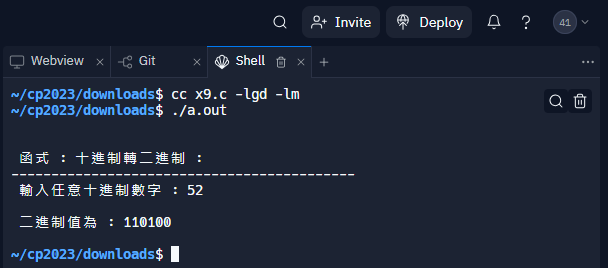 Invite
Deploy
41
Webview
Git
Shell
~/cp2023/downloads$ cc x9.c -lgd -lm
~/cp2023/downloads$ ./a.out
函式 : 十進制轉二進制 :
-------------------------------------------
輸入任意十進制數字 : 52
二進制值為 : 110100
~/cp2023/downloads$